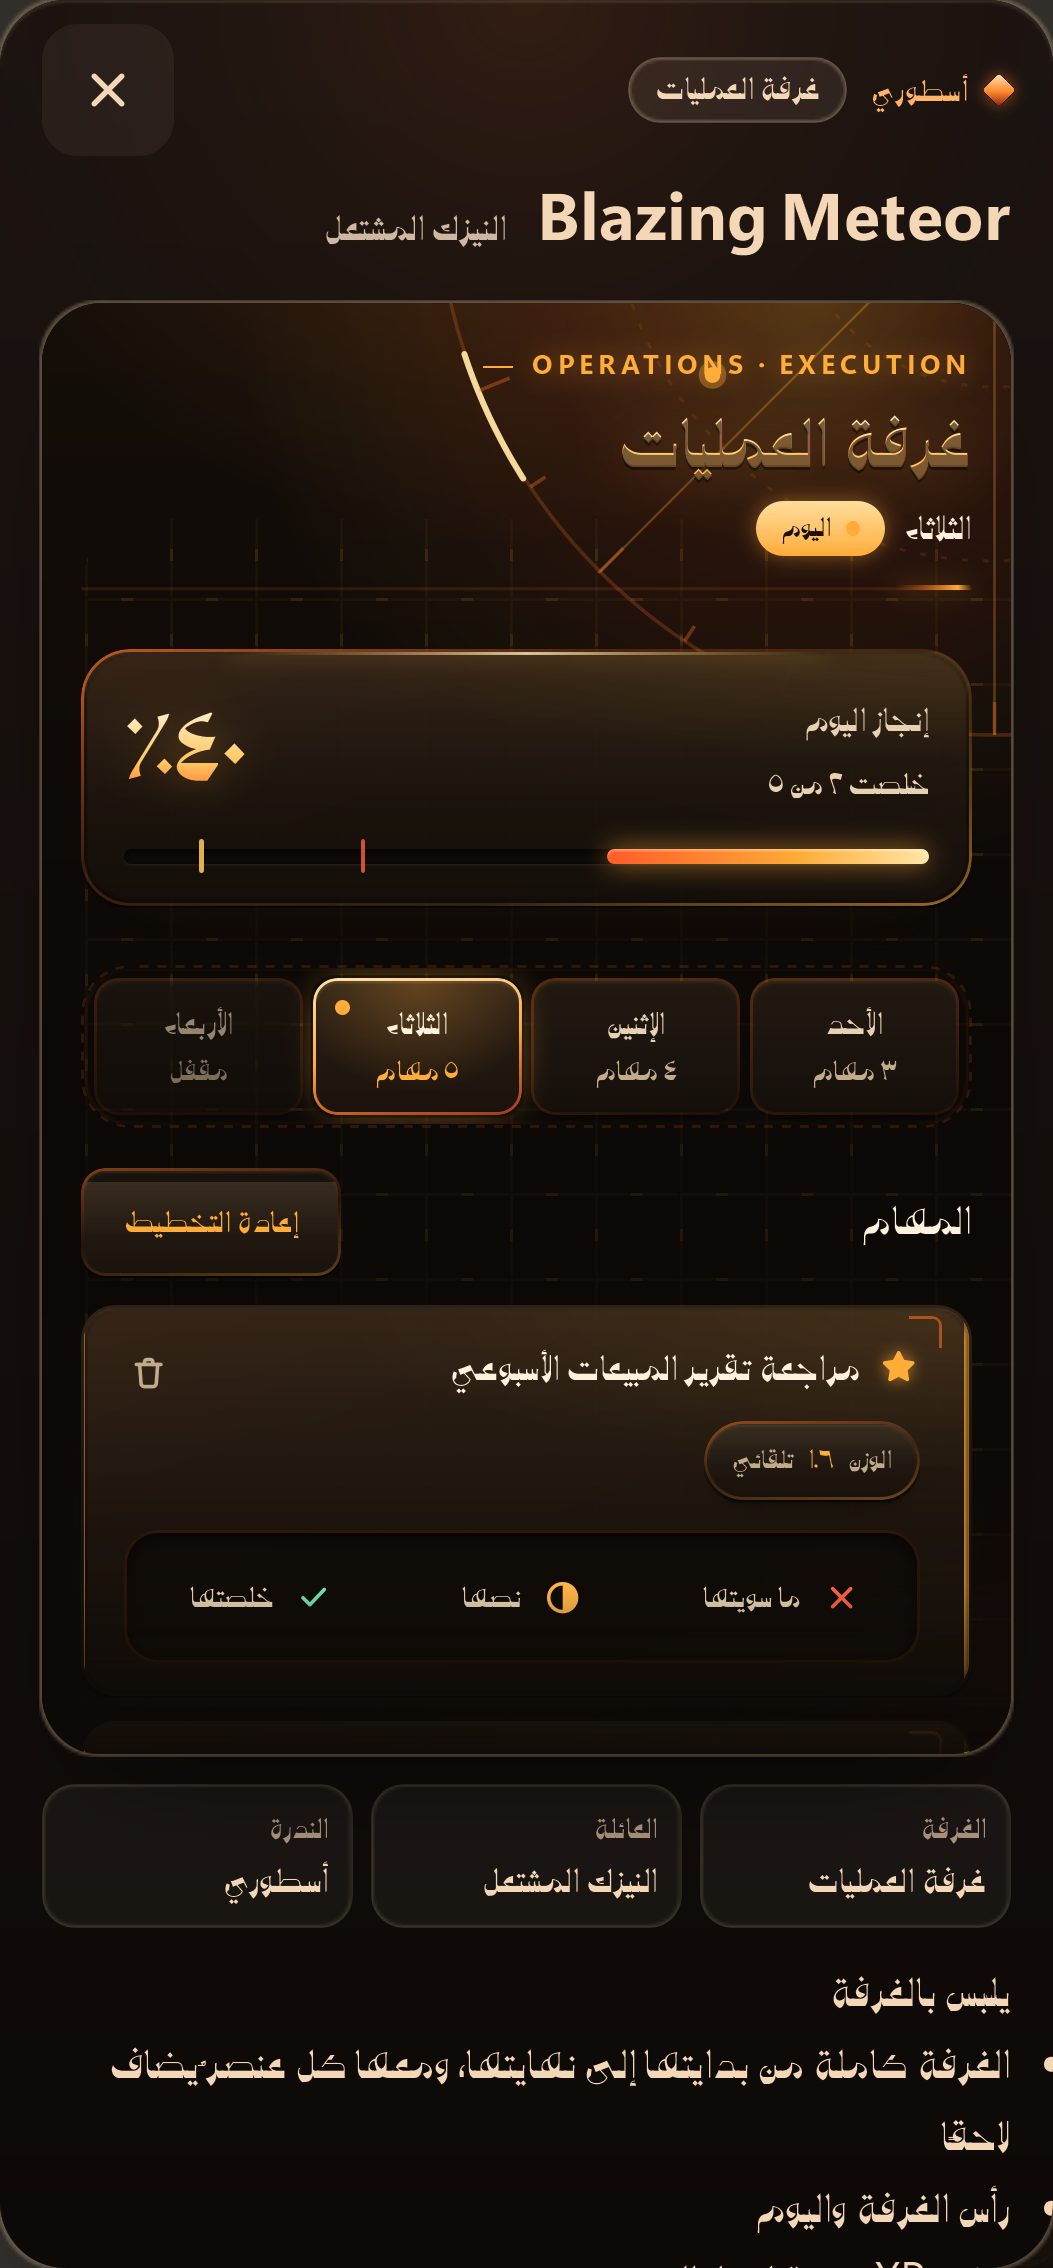 أسطوري
غرفة العمليات
Blazing Meteor النيزك المشتعل
OPERATIONS · EXECUTION
غرفة العمليات
الثلاثاء اليوم
إنجاز اليوم
٤٠٪
خلصت ٢ من ٥
الأحد
٣ مهام
الإثنين
٤ مهام
الثلاثاء
٥ مهام
الأربعاء
مقفل
المهام
إعادة التخطيط
مراجعة تقرير المبيعات الأسبوعي
الوزن ١.٦ تلقائي
ما سويتها
نصها
خلصتها
الغرفة
غرفة العمليات
العائلة
النيزك المشتعل
الندرة
أسطوري
يلبس بالغرفة
الغرفة كاملة من بدايتها إلى نهايتها، ومعها كل عنصر يضاف
لاحقا
رأس الغرفة واليوم